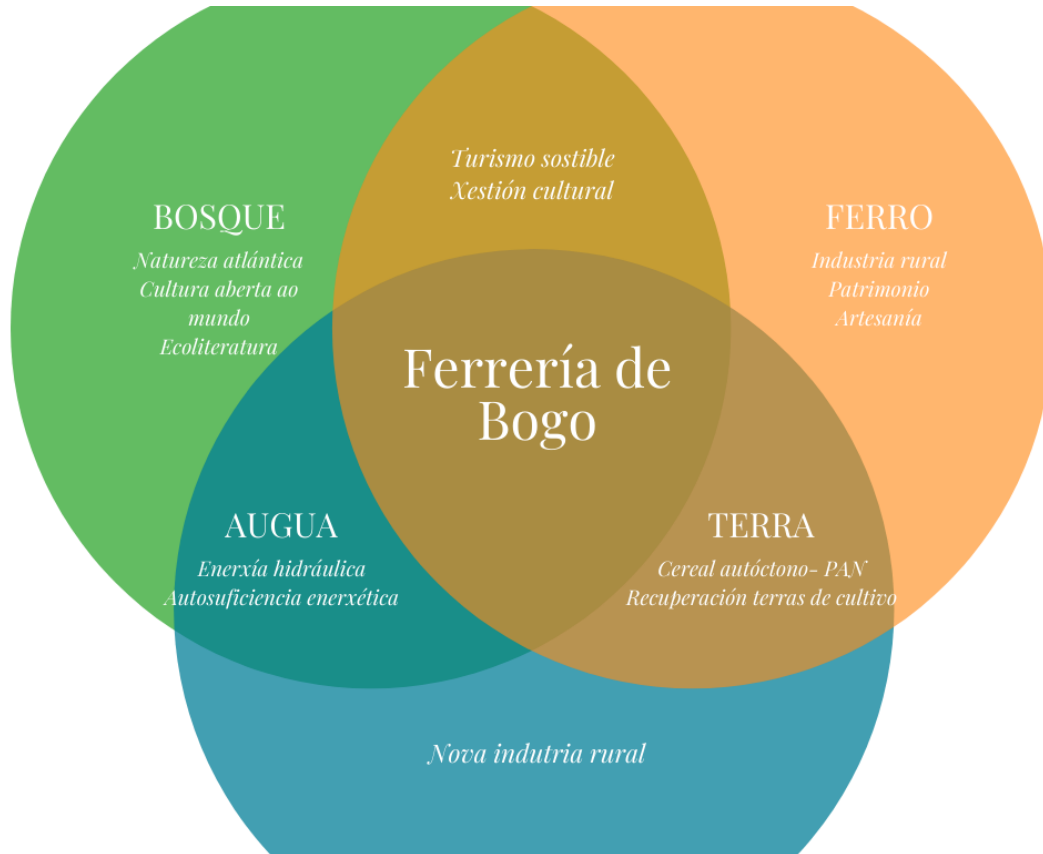 Turismo sostible
Xestión cultural
BOSQUE
Natureza atlántica
Cultura aberta ao
mundo
Ecoliteratura
FERRO
Industria rural
Patrimonio
Artesanía
Ferrería de
Bogo
AUGUA
Enerxía hidráulica
Autosuficiencia enerxética
TERRA
Cereal autóctono- PAN
Recuperación terras de cultivo
Nova indutria rural